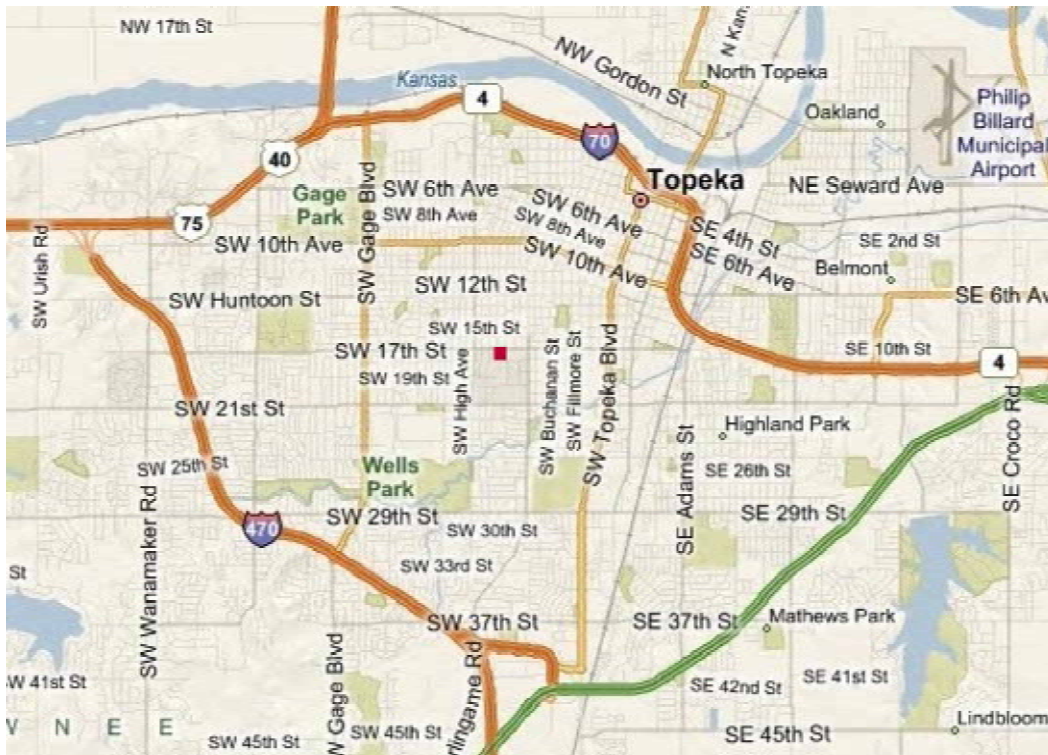 NW 17th St
Kansas
4
NW Gordon St
N Kan
North Topeka
Oakland
Philip
Billard
Municipal
Airport
70
40
Gage
Park
SW Gage Blvd
SW 6th Ave
SW 8th Ave
SW 6th Ave
SW 8th Ave
Topeka
NE Seward Ave
75
SW Urish Rd
SW 10th Ave
SW 10th Ave
SE 4th St
SE 6th Ave
SE 2nd St
Belmont
SE 6th Av
SW Huntoon St
SW 12th St
SW 15th St
SW 17th St
SW 19th St
SW High Ave
SW Buchanan St
SW Fillmore St
SW Topeka Blvd
SE 10th St
4
SW 21st St
Highland Park
SE Croco Rd
SW 25th St
Wells
Park
SE Adams St
SE 26th St
SW Wanamaker Rd
470
SW 29th St
SW 30th St
SE 29th St
St
SW 33rd St
SW 37th St
SE 37th St
Mathews Park
W 41st St
W Gage Blvd
rlingame Rd
SE 42nd St
SE 41st St
W N E E
SW 45th St
SW 45th St
SE 45th St
Lindbloom